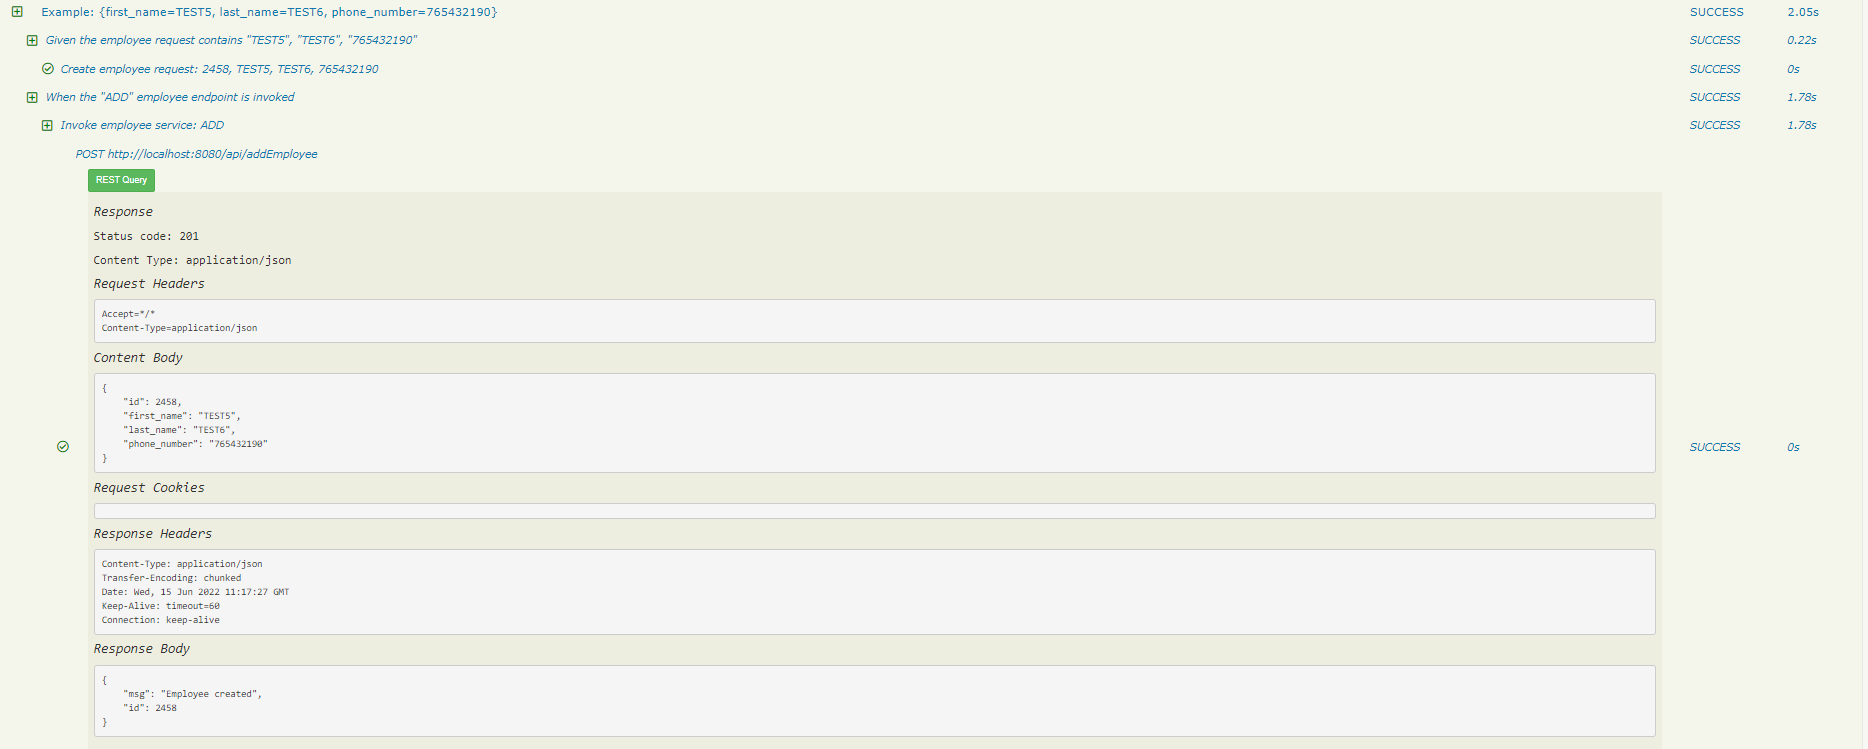 Example: {first_name=TEST5, last_name=TEST6, phone_number=765432190} SUCCESS 2.05s
Given the employee request contains "TEST5", "TEST6", "765432190" SUCCESS 0.22s
Create employee request: 2458, TEST5, TEST6, 765432190 SUCCESS 0s
When the "ADD" employee endpoint is invoked SUCCESS 1.78s
Invoke employee service: ADD SUCCESS 1.78s
POST http://localhost:8080/api/addEmployee
REST Query
Response
Status code: 201
Content Type: application/json
Request Headers
Accept=*/*
Content-Type=application/json
Content Body
{
"id": 2458,
"first_name": "TEST5",
"last_name": "TEST6",
"phone_number": "765432190"
}
SUCCESS 0s
Request Cookies
Response Headers
Content-Type: application/json
Transfer-Encoding: chunked
Date: Wed, 15 Jun 2022 11:17:27 GMT
Keep-Alive: timeout=60
Connection: keep-alive
Response Body
{
"msg": "Employee created",
"id": 2458
}